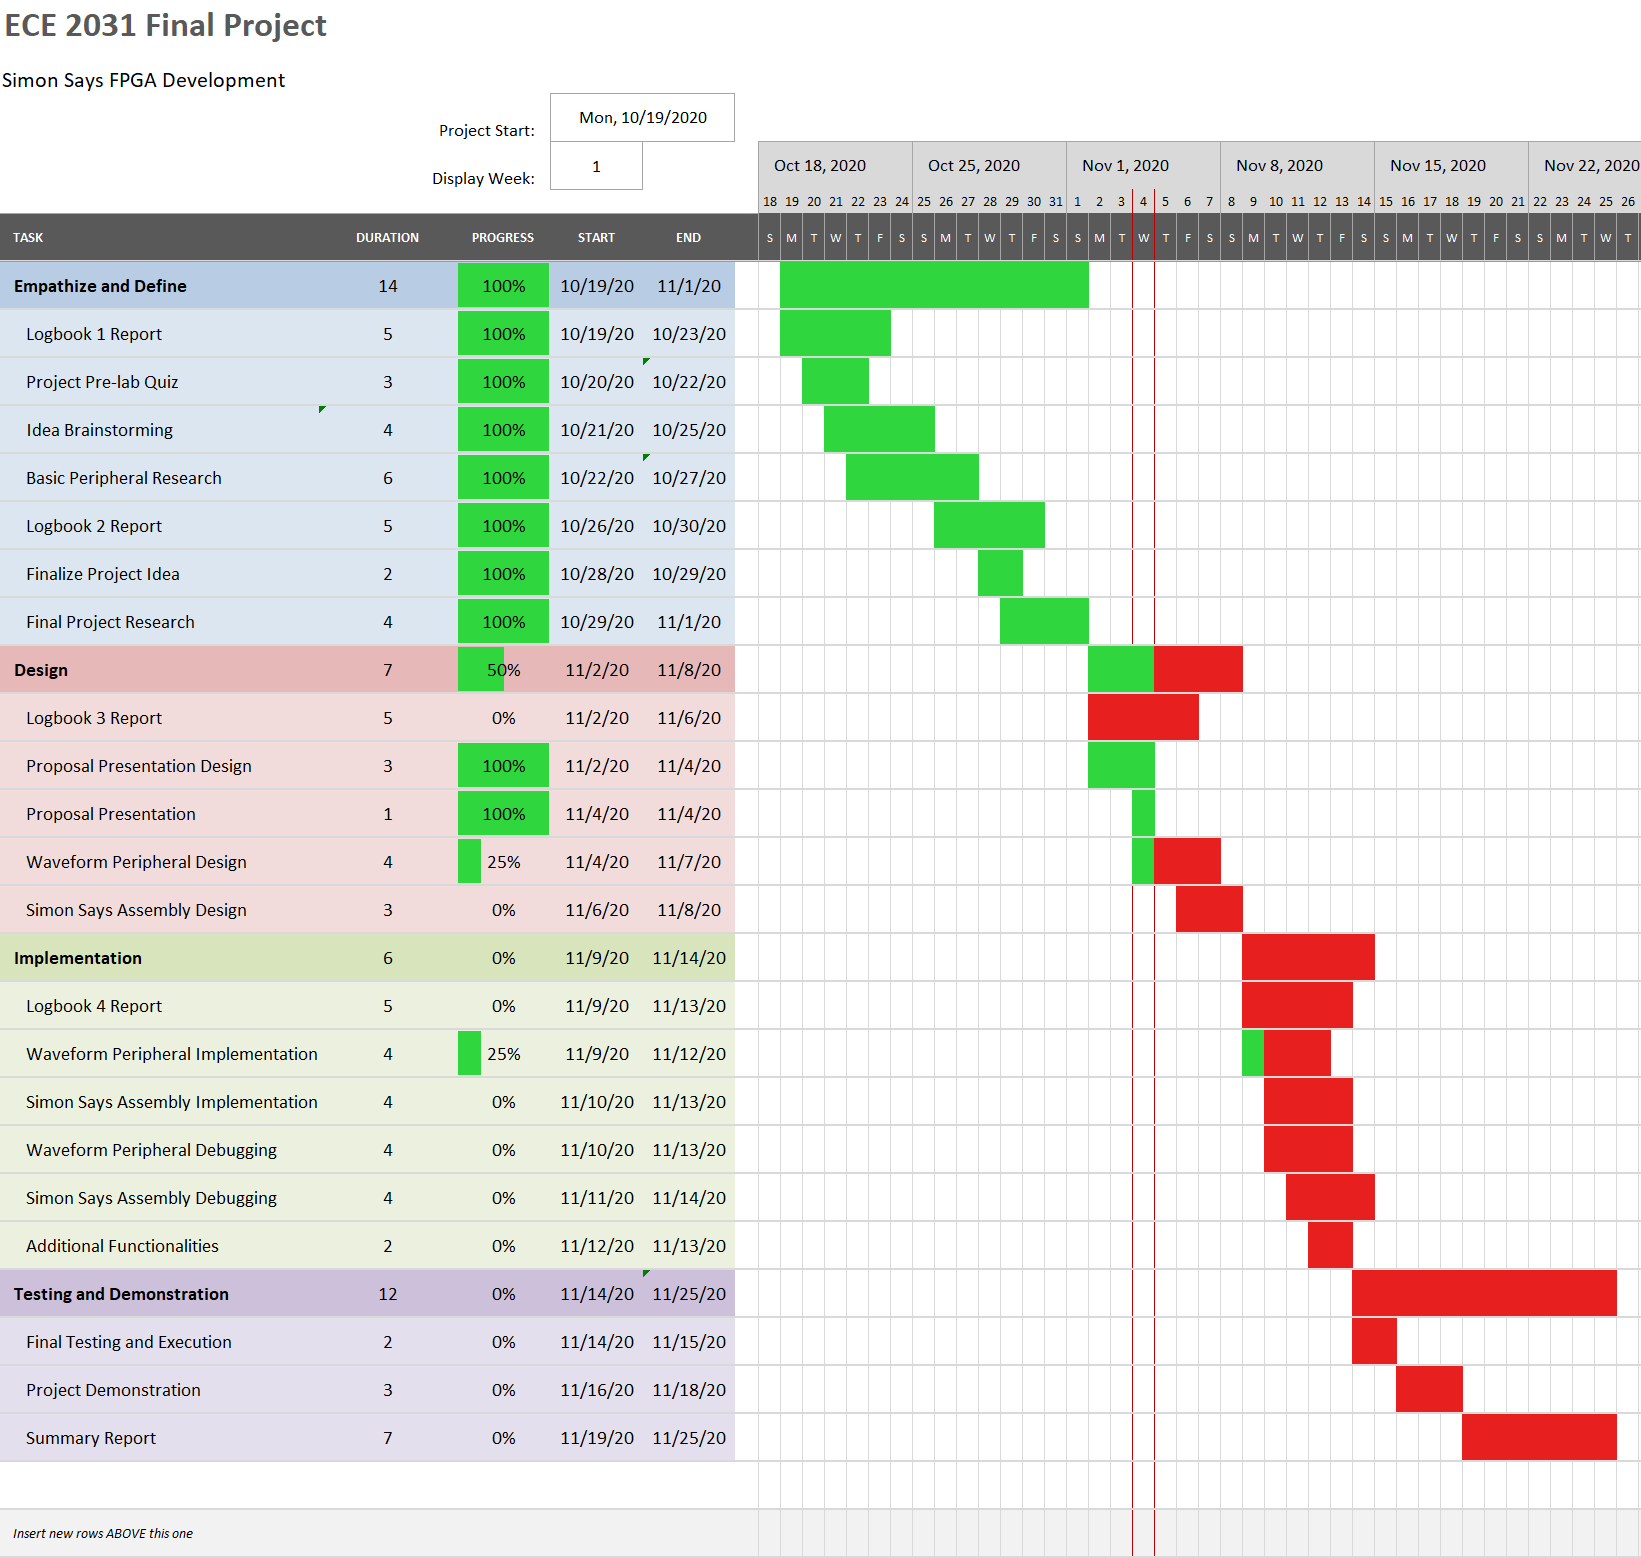 ECE 2031 Final Project
Simon Says FPGA Development
Project Start: Mon, 10/19/2020
Display Week: 1
Oct 18, 2020 Oct 25, 2020 Nov 1, 2020 Nov 8, 2020 Nov 15, 2020 Nov 22, 2020
18 19 20 21 22 23 24 25 26 27 28 29 30 31 1 2 3 4 5 6 7 8 9 10 11 12 13 14 15 16 17 18 19 20 21 22 23 24 25 26
TASK DURATION PROGRESS START END S M T W T F S S M T W T F S S M T W T F S S M T W T F S S M T W T F S S M T W T
Empathize and Define 14 100% 10/19/20 11/1/20
Logbook 1 Report 5 100% 10/19/20 10/23/20
Project Pre-lab Quiz 3 100% 10/20/20 10/22/20
Idea Brainstorming 4 100% 10/21/20 10/25/20
Basic Peripheral Research 6 100% 10/22/20 10/27/20
Logbook 2 Report 5 100% 10/26/20 10/30/20
Finalize Project Idea 2 100% 10/28/20 10/29/20
Final Project Research 4 100% 10/29/20 11/1/20
Design 7 50% 11/2/20 11/8/20
Logbook 3 Report 5 0% 11/2/20 11/6/20
Proposal Presentation Design 3 100% 11/2/20 11/4/20
Proposal Presentation 1 100% 11/4/20 11/4/20
Waveform Peripheral Design 4 25% 11/4/20 11/7/20
Simon Says Assembly Design 3 0% 11/6/20 11/8/20
Implementation 6 0% 11/9/20 11/14/20
Logbook 4 Report 5 0% 11/9/20 11/13/20
Waveform Peripheral Implementation 4 25% 11/9/20 11/12/20
Simon Says Assembly Implementation 4 0% 11/10/20 11/13/20
Waveform Peripheral Debugging 4 0% 11/10/20 11/13/20
Simon Says Assembly Debugging 4 0% 11/11/20 11/14/20
Additional Functionalities 2 0% 11/12/20 11/13/20
Testing and Demonstration 12 0% 11/14/20 11/25/20
Final Testing and Execution 2 0% 11/14/20 11/15/20
Project Demonstration 3 0% 11/16/20 11/18/20
Summary Report 7 0% 11/19/20 11/25/20
Insert new rows ABOVE this one